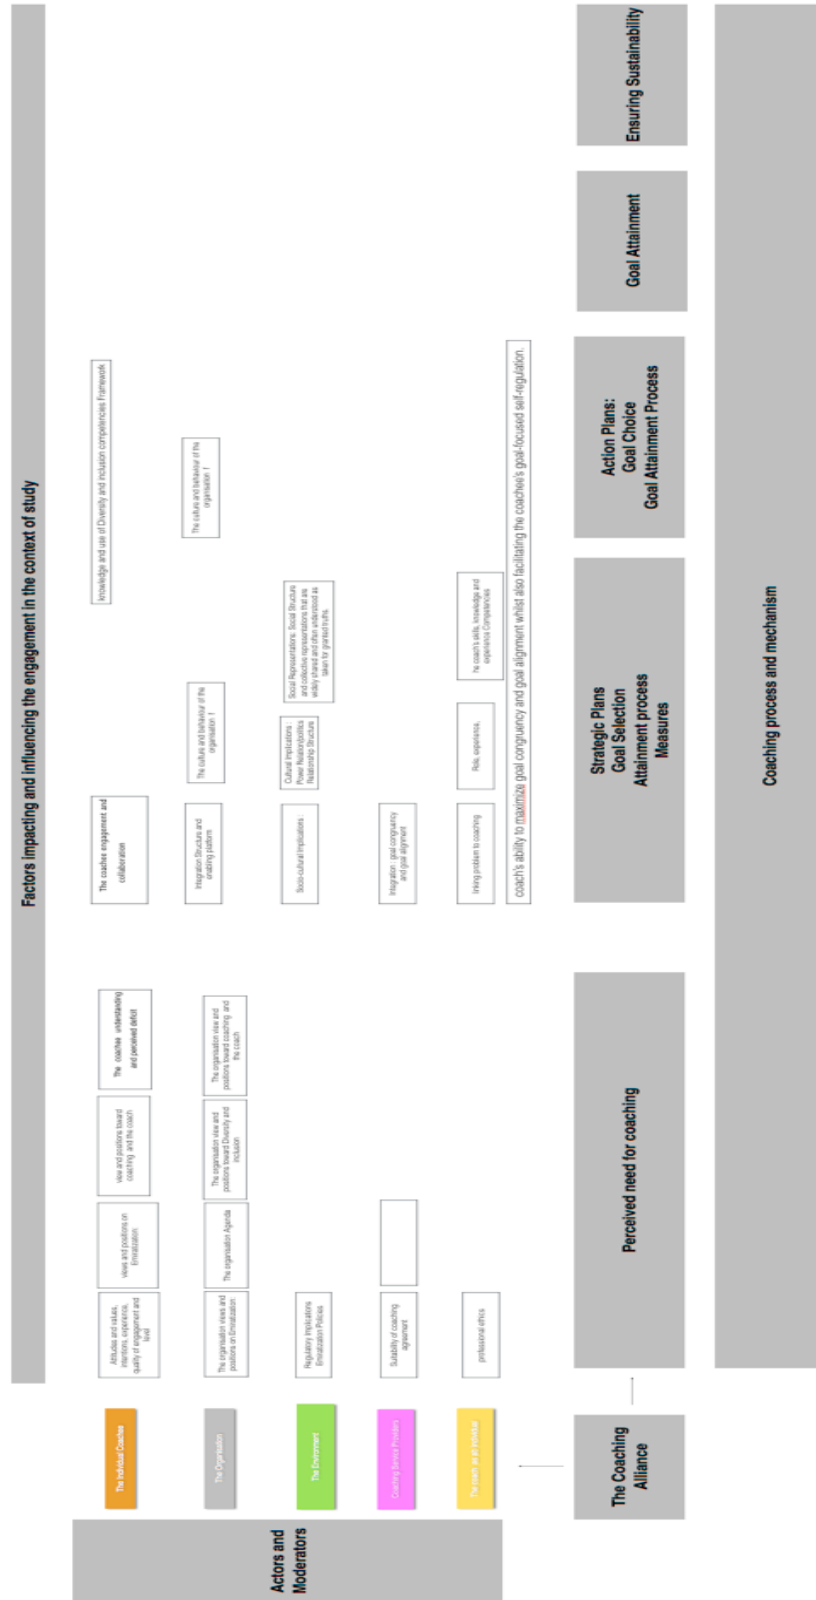 Factors impacting and influencing the engagement in the context of study
Actors and
Moderators
The Individual Coachee
Attitudes and values,
intentions, experience,
quality of engagement and
level
views and positions on
Emiratization
view and positions toward
coaching and the coach
The coachee understanding
and perceived deficit
The coachee engagement and
collaboration
knowledge and use of Diversity and inclusion competencies Framework
The Organisation
The organisation views and
positions on Emiratization
The organisation Agenda
The organisation view and
positions toward Diversity and
inclusion
The organisation view and
positions toward coaching and
the coach
Integration Structure and
enabling platform
The culture and behaviour of the
organisation !
The culture and behaviour of the
organisation !
The Environment
Regulatory Implications
Emiratization Policies
Socio-cultural Implications :
Cultural Implications :
Power Relation/politics
Relationship Structure
Social Representations: Social Structure
and collective representations that are
widely shared and often understood as
taken for granted truths.
Coaching Service Providers
Suitability of coaching
agreement
Integration : goal congruency
and goal alignment
The coach as an individual
professional ethics
linking problem to coaching
Role, experience,
he coach's skills, knowledge and
experience Competencies
coach's ability to maximize goal congruency and goal alignment whilst also facilitating the coachee's goal-focused self-regulation.
The Coaching
Alliance
Perceived need for coaching
Strategic Plans
Goal Selection
Attainment process
Measures
Action Plans:
Goal Choice
Goal Attainment Process
Goal Attainment
Ensuring Sustainability
Coaching process and mechanism